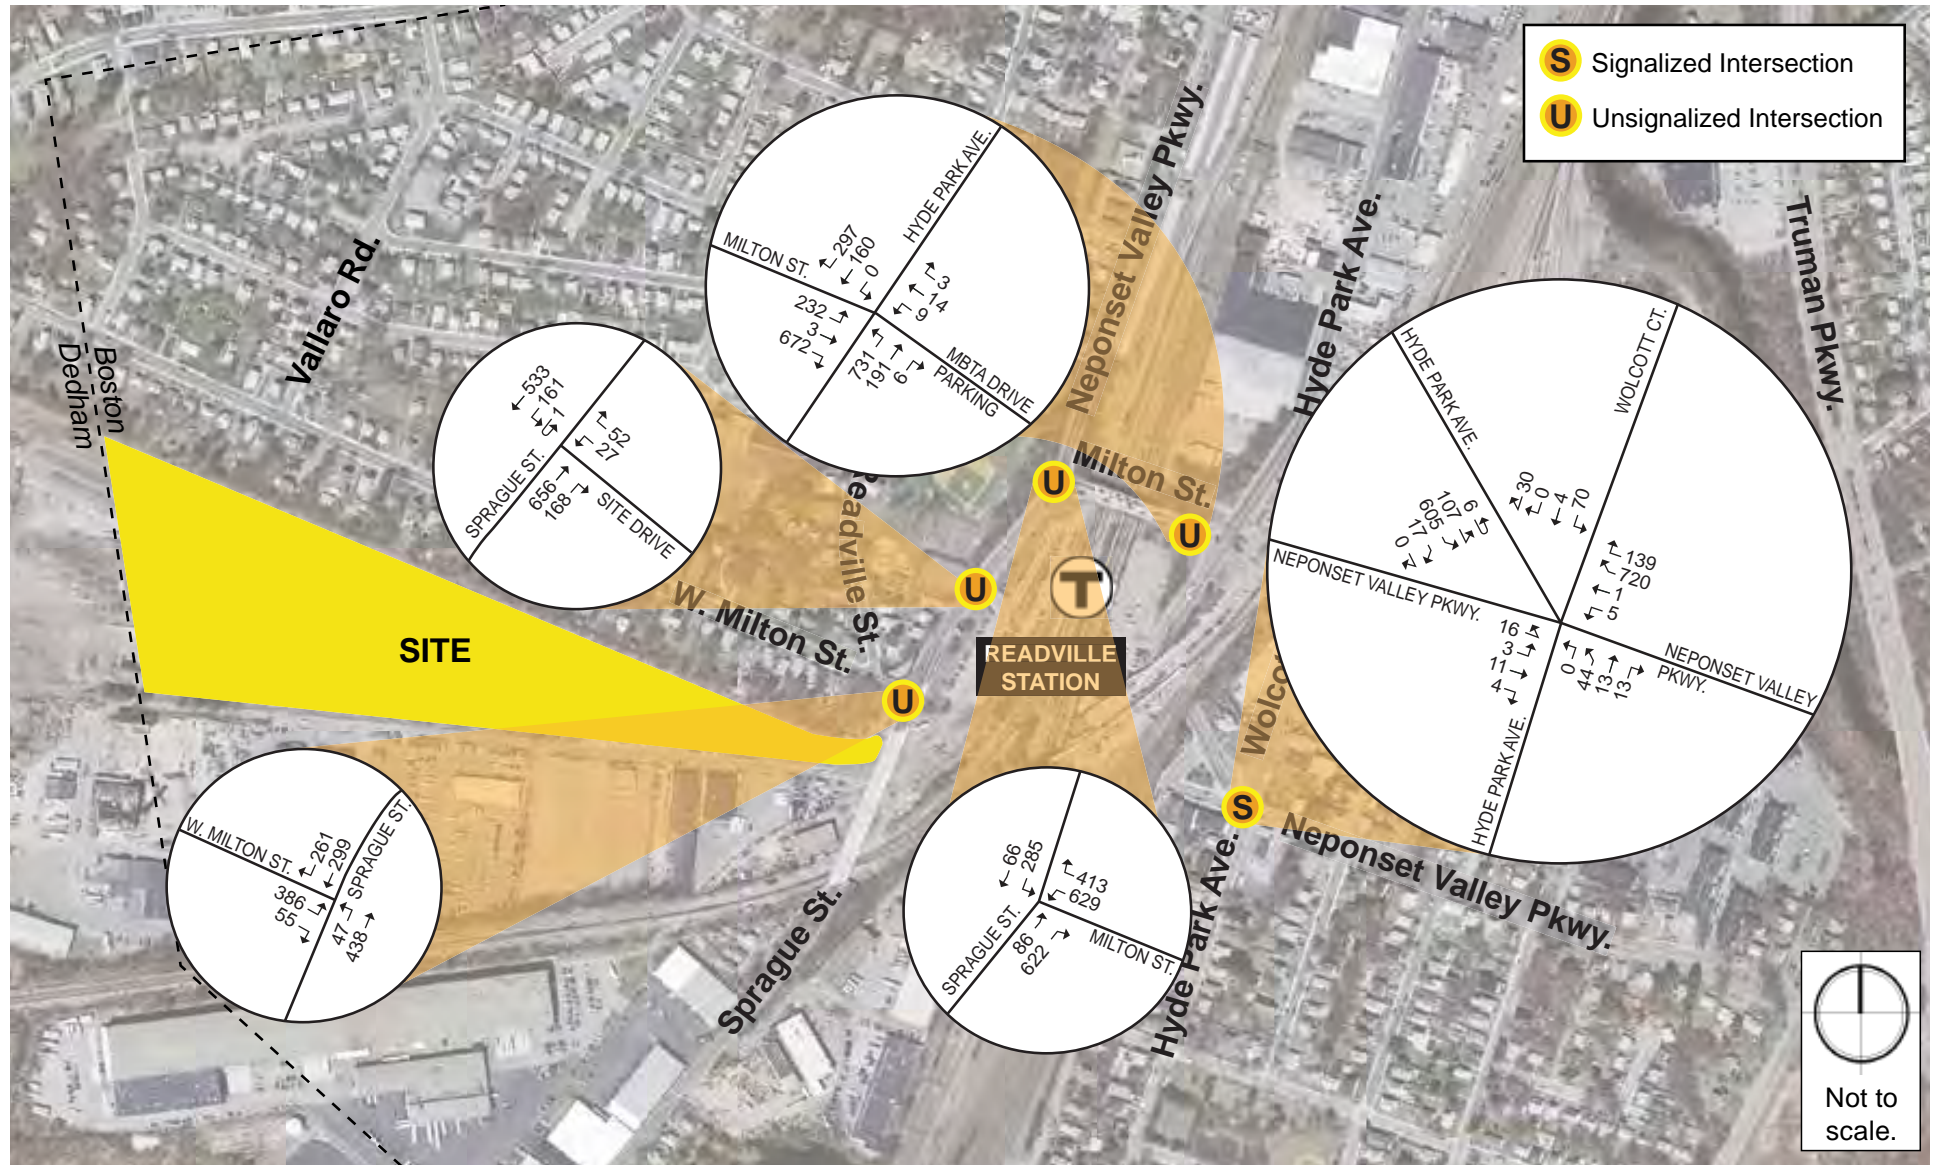 S Signalized Intersection
U Unsignalized Intersection
Neponset Valley Pkwy.
Hyde Park Ave.
Truman Pkwy.
Vallaro Rd.
Boston
Dedham
Milton St.
Readville St.
W. Milton St.
SITE
READVILLE
STATION
T
U
U
U
U
S
Wolcot
Neponset Valley Pkwy.
Hyde Park Ave.
Sprague St.
HYDE PARK AVE.
MILTON ST.
MBTA DRIVE
PARKING
297
160
0
3
14
9
232
3
672
731
191
6
SPRAGUE ST.
SITE DRIVE
533
161
1
52
27
656
168
HYDE PARK AVE.
WOLCOTT CT.
NEPONSET VALLEY PKWY.
NEPONSET VALLEY
PKWY.
HYDE PARK AVE.
30
0
4
70
6
107
605
17
0
139
720
1
5
16
3
11
4
0
44
13
13
W. MILTON ST.
SPRAGUE ST.
261
299
386
55
47
438
SPRAGUE ST.
MILTON ST.
66
285
413
629
86
622
Not to
scale.